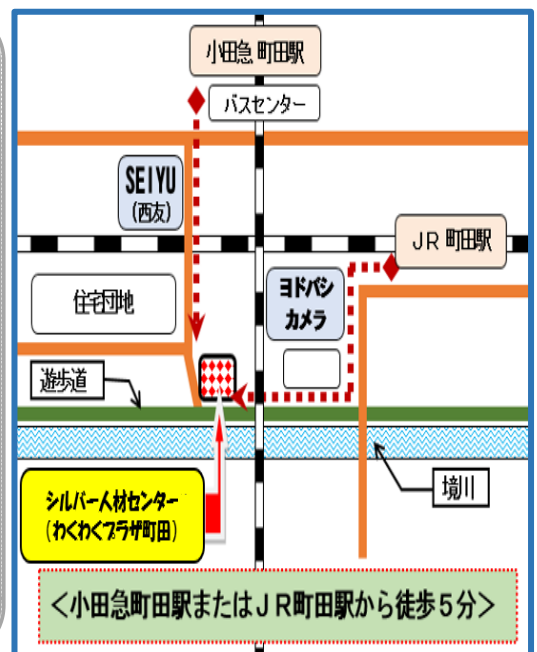 小田急 町田駅
バスセンター
SEIYU
(西友)
JR 町田駅
住宅団地
ヨドバシ
カメラ
遊歩道
境川
シルバー人材センター
(わくわくプラザ町田)
＜小田急町田駅またはＪR町田駅から徒歩５分＞